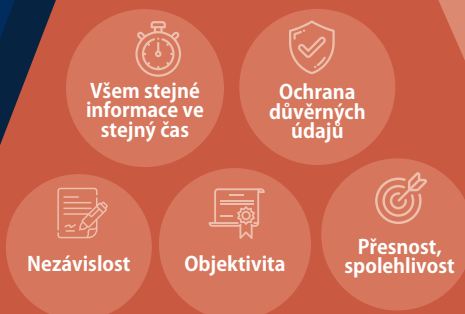 Všem stejné
informace ve
stejný čas
Ochrana
důvěrných
údajů
Nezávislost
Objektivita
Přesnost,
spolehlivost